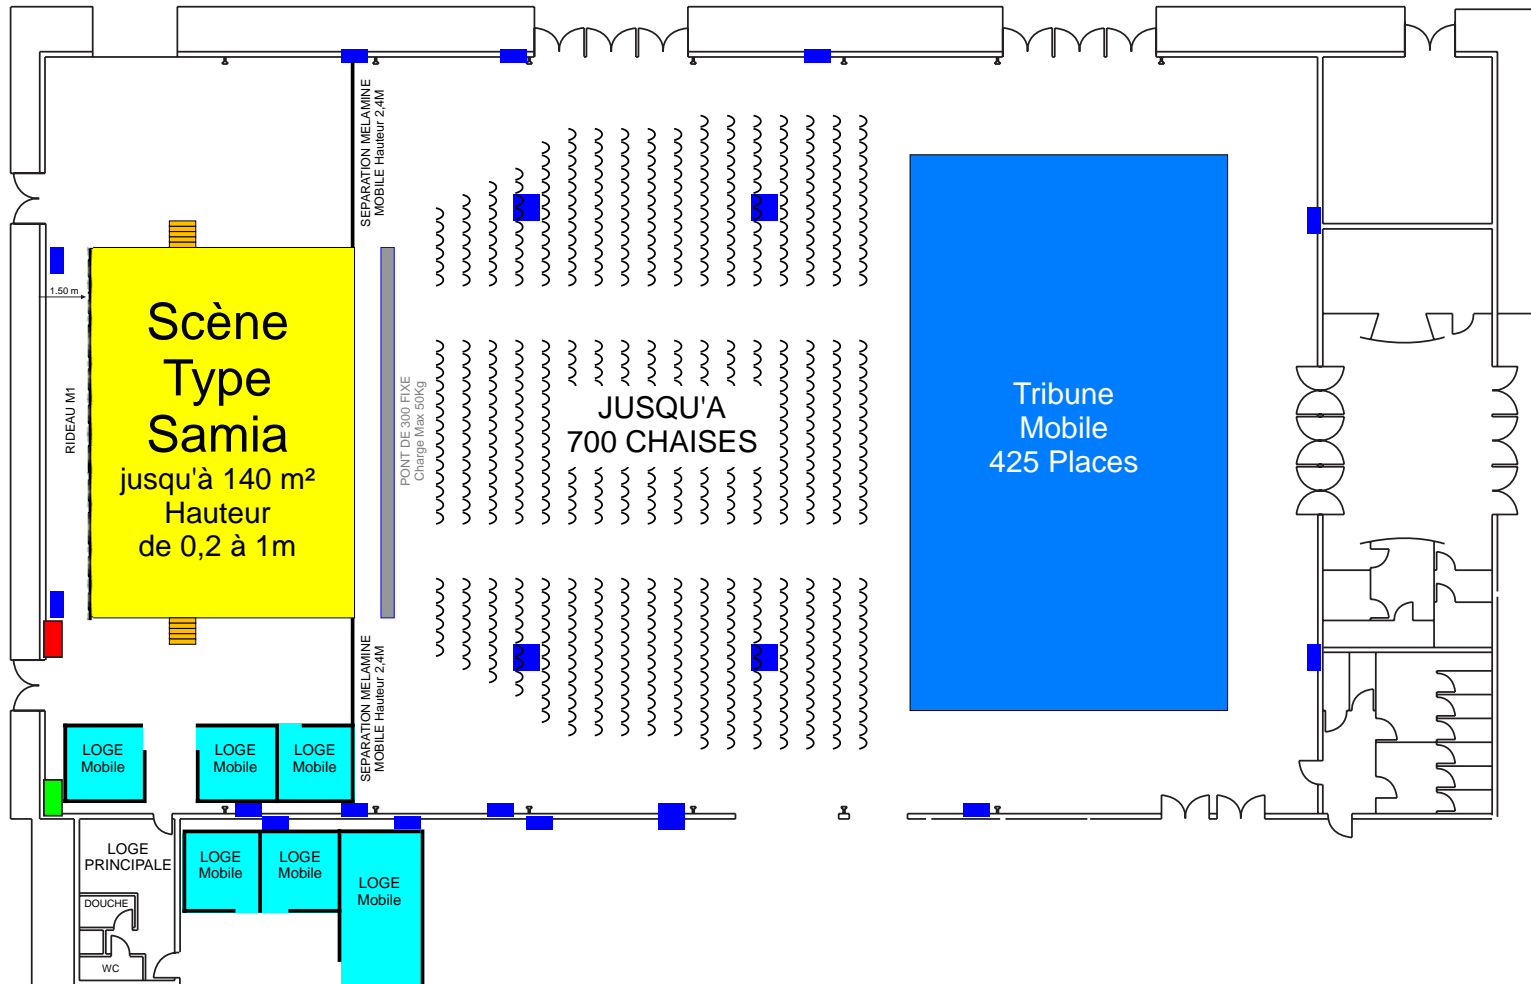 SEPARATION MELAMINE
MOBILE Hauteur 2,4M
1.50 m
RIDEAU M1
Scène
Type
Samia
jusqu'à 140 m²
Hauteur
de 0,2 à 1m
PONT DE 300 FIXE
Charge Max 50Kg
JUSQU'A
700 CHAISES
Tribune
Mobile
425 Places
SEPARATION MELAMINE
MOBILE Hauteur 2,4M
LOGE
Mobile
LOGE
Mobile
LOGE
Mobile
LOGE
PRINCIPALE
LOGE
Mobile
LOGE
Mobile
LOGE
Mobile
DOUCHE
WC